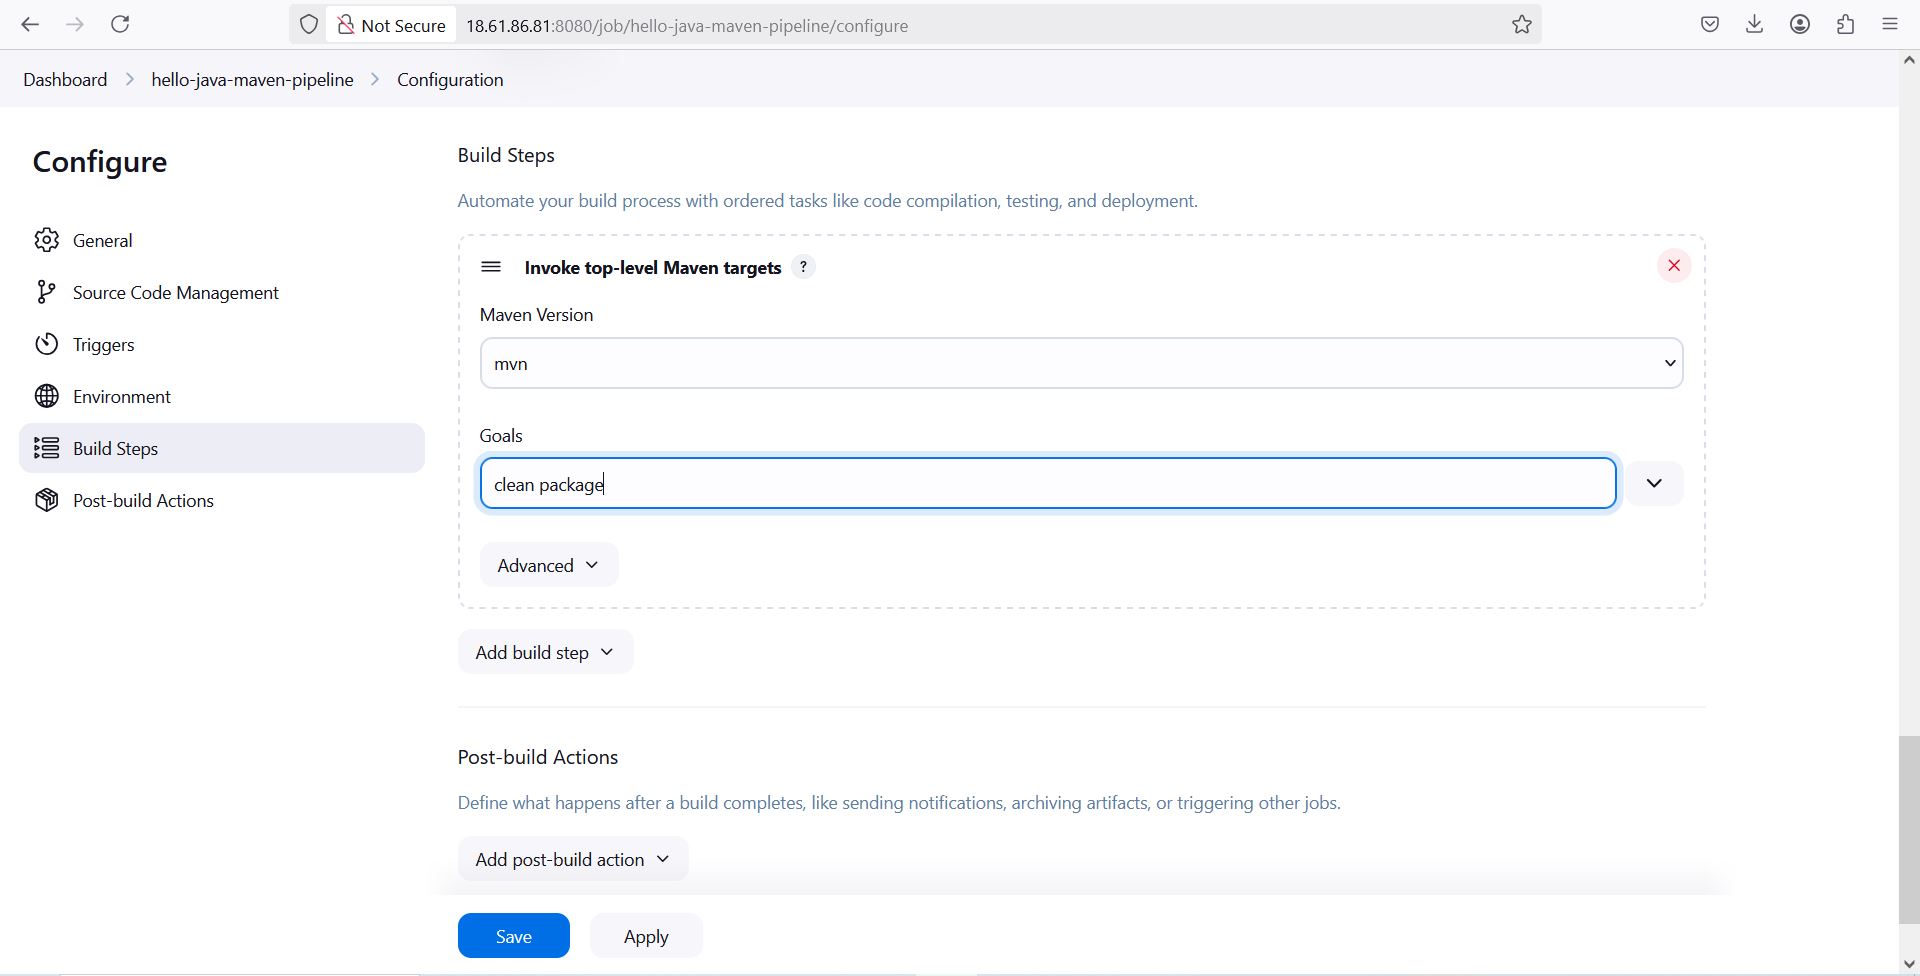 Not Secure 18.61.86.81:8080/job/hello-java-maven-pipeline/configure
Dashboard hello-java-maven-pipeline Configuration
Configure
General
Source Code Management
Triggers
Environment
Build Steps
Post-build Actions
Build Steps
Automate your build process with ordered tasks like code compilation, testing, and deployment.
Invoke top-level Maven targets ?
Maven Version
mvn
Goals
clean package
Advanced
Add build step
Post-build Actions
Define what happens after a build completes, like sending notifications, archiving artifacts, or triggering other jobs.
Add post-build action
Save Apply